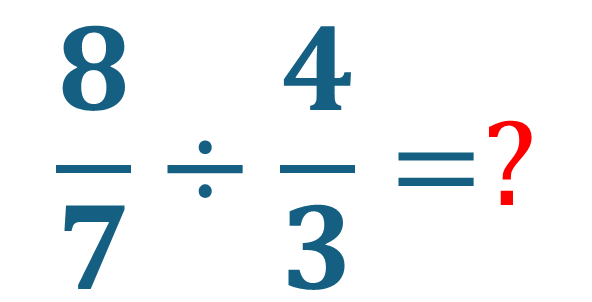 8/7 ÷ 4/3 = ?